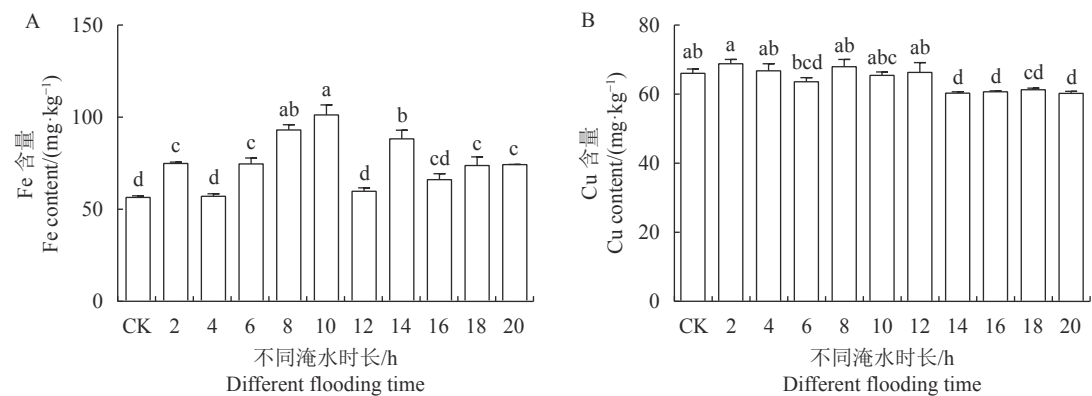 A
150
100
50
0
Fe 含量
Fe content/(mg·kg⁻¹)
d
c
d
c
ab
a
d
b
cd
c
c
CK 2 4 6 8 10 12 14 16 18 20
不同淹水时长/h
Different flooding time
B
80
60
40
20
0
Cu 含量
Cu content/(mg·kg⁻¹)
ab
a
ab
bcd
ab
abc
ab
d
d
cd
d
CK 2 4 6 8 10 12 14 16 18 20
不同淹水时长/h
Different flooding time